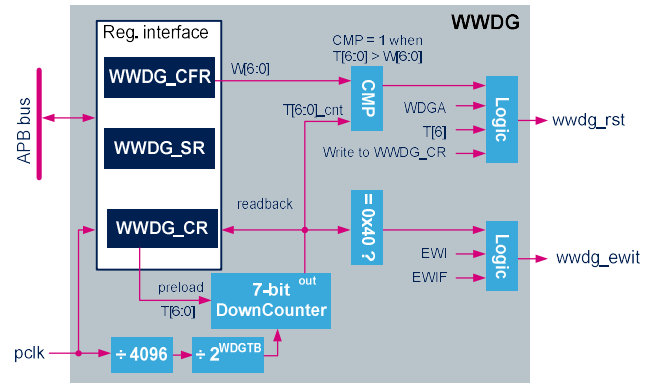 WWDG
Reg. interface
CMP = 1 when
T[6:0] > W[6:0]
WWDG_CFR
W[6:0]
CMP
Logic
WDGA
T[6:0]_cnt
T[6]
wwdg_rst
APB bus
WWDG_SR
Write to WWDG_CR
readback
WWDG_CR
= 0x40 ?
Logic
EWI
wwdg_ewit
EWIF
preload
T[6:0]
7-bit out
DownCounter
pclk
÷ 4096
÷ 2WDGTB